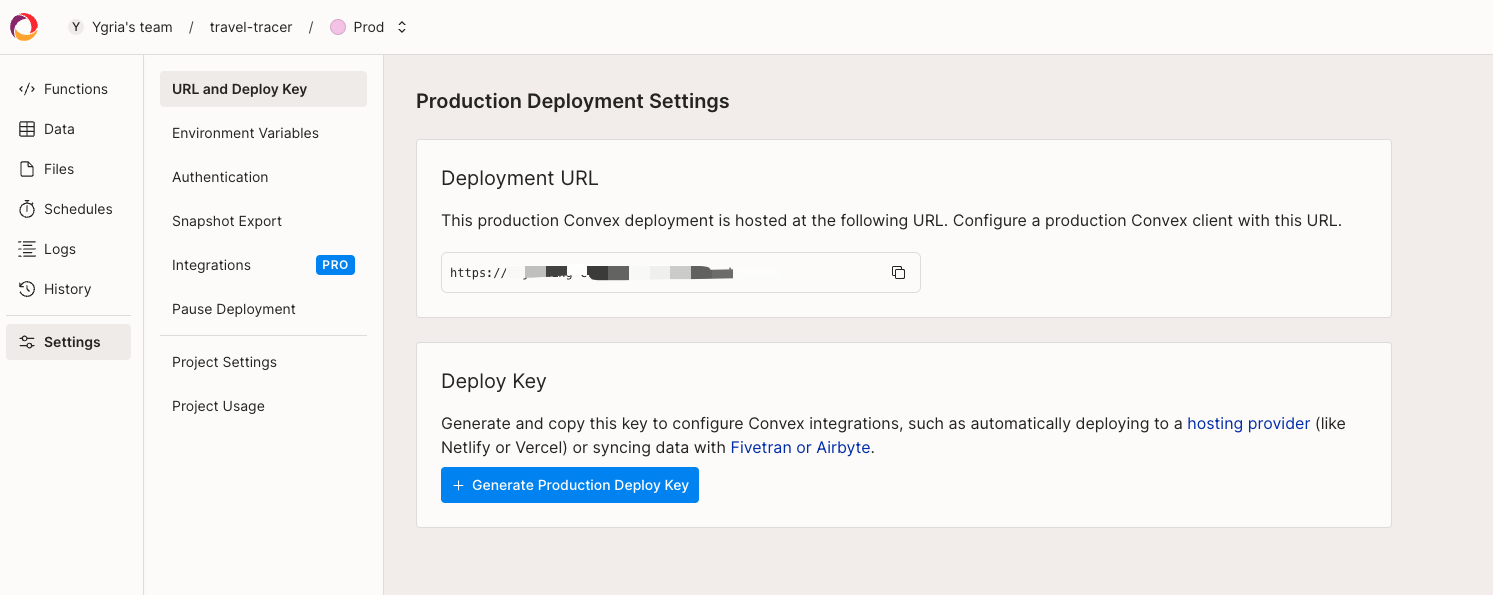 Y Ygria's team / travel-tracer / Prod
Functions
Data
Files
Schedules
Logs
History
Settings
URL and Deploy Key
Environment Variables
Authentication
Snapshot Export
Integrations PRO
Pause Deployment
Project Settings
Project Usage
Production Deployment Settings
Deployment URL
This production Convex deployment is hosted at the following URL. Configure a production Convex client with this URL.
https://
Deploy Key
Generate and copy this key to configure Convex integrations, such as automatically deploying to a hosting provider (like
Netlify or Vercel) or syncing data with Fivetran or Airbyte.
+ Generate Production Deploy Key